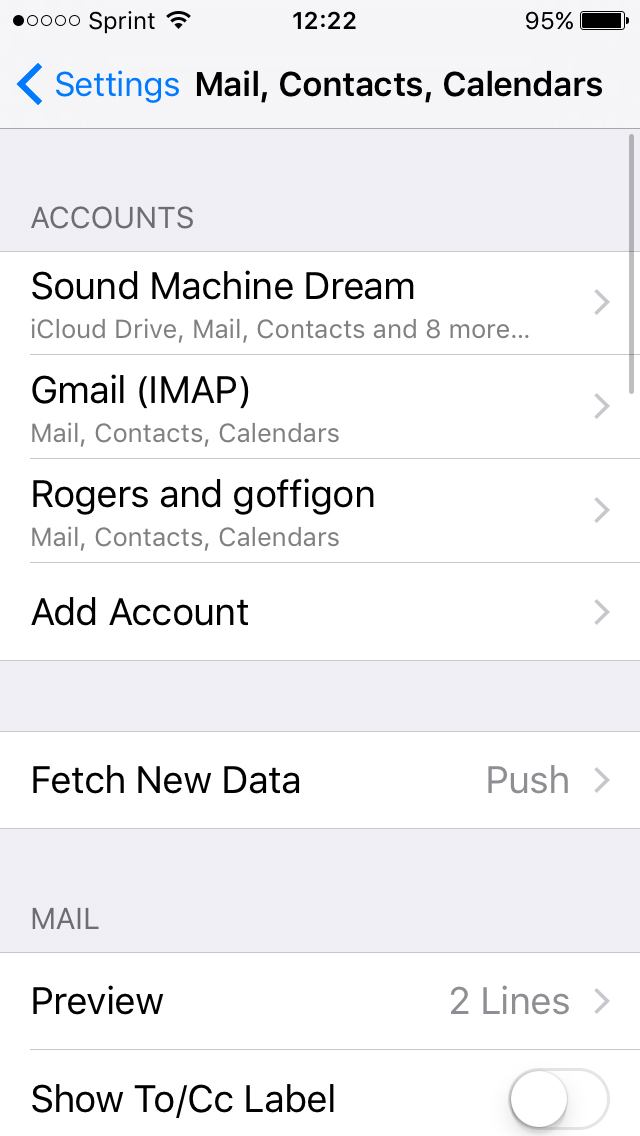 Sprint 12:22 95%
Settings Mail, Contacts, Calendars
ACCOUNTS
Sound Machine Dream
iCloud Drive, Mail, Contacts and 8 more...
Gmail (IMAP)
Mail, Contacts, Calendars
Rogers and goffigon
Mail, Contacts, Calendars
Add Account
Fetch New Data Push
MAIL
Preview 2 Lines
Show To/Cc Label